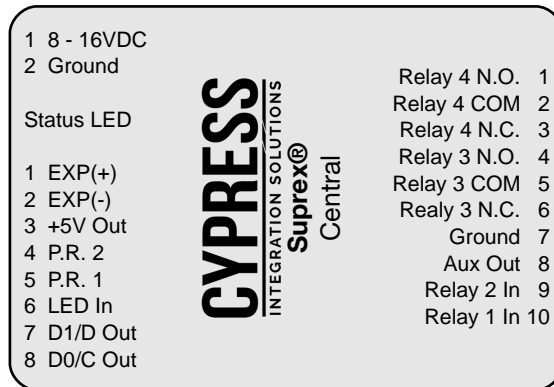 1 8 - 16VDC
2 Ground
Status LED
1 EXP(+)
2 EXP(-)
3 +5V Out
4 P.R. 2
5 P.R. 1
6 LED In
7 D1/D Out
8 D0/C Out
CYPRESS
INTEGRATION SOLUTIONS
Suprex®
Central
Relay 4 N.O. 1
Relay 4 COM 2
Relay 4 N.C. 3
Relay 3 N.O. 4
Relay 3 COM 5
Realy 3 N.C. 6
Ground 7
Aux Out 8
Relay 2 In 9
Relay 1 In 10